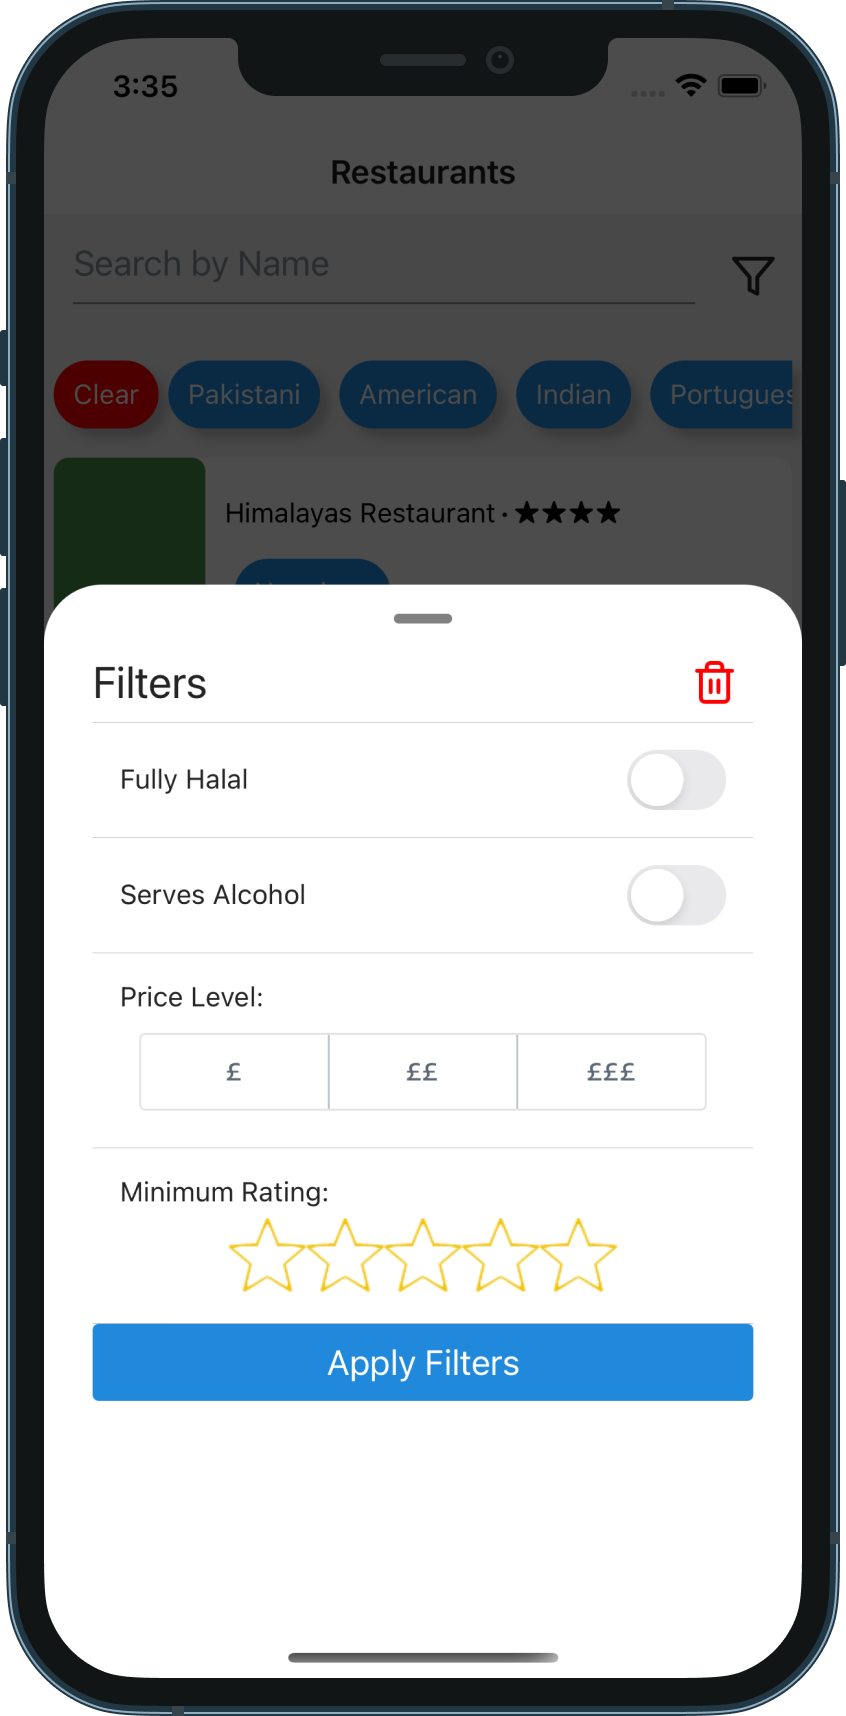 3:35
Restaurants
Search by Name
Clear Pakistani American Indian Portugues
Himalayas Restaurant · ★★★★
Filters
Fully Halal
Serves Alcohol
Price Level:
£ ££ £££
Minimum Rating:
Apply Filters